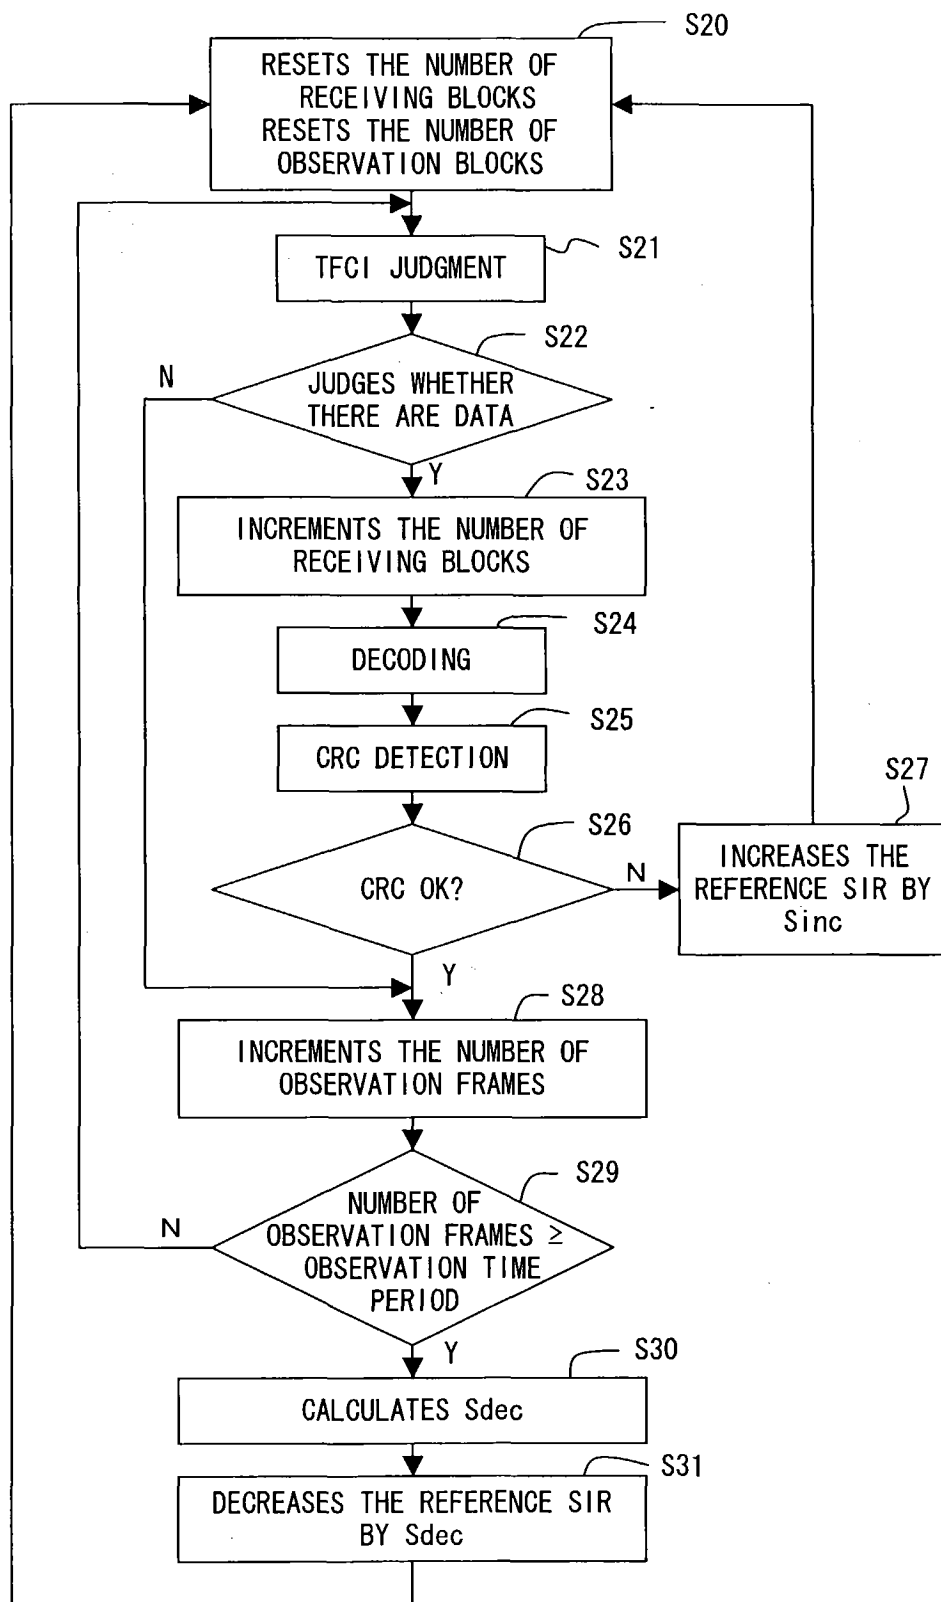 S20
RESETS THE NUMBER OF
RECEIVING BLOCKS
RESETS THE NUMBER OF
OBSERVATION BLOCKS
S21
TFCI JUDGMENT
S22
N
JUDGES WHETHER
THERE ARE DATA
Y
S23
INCREMENTS THE NUMBER OF
RECEIVING BLOCKS
S24
DECODING
S25
CRC DETECTION
S26
CRC OK?
N
S27
INCREASES THE
REFERENCE SIR BY
Sinc
Y
S28
INCREMENTS THE NUMBER OF
OBSERVATION FRAMES
S29
N
NUMBER OF
OBSERVATION FRAMES ≥
OBSERVATION TIME
PERIOD
Y
S30
CALCULATES Sdec
S31
DECREASES THE REFERENCE SIR
BY Sdec